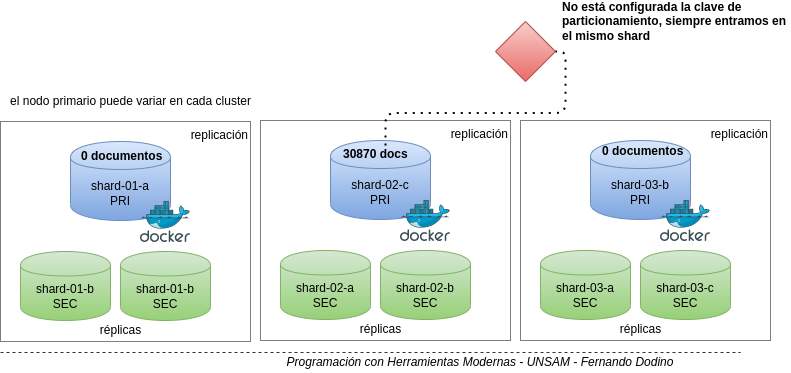 No está configurada la clave de
particionamiento, siempre entramos en
el mismo shard
el nodo primario puede variar en cada cluster
replicación
0 documentos
shard-01-a
PRI
docker
shard-01-b
SEC
shard-01-b
SEC
réplicas
replicación
30870 docs
shard-02-c
PRI
docker
shard-02-a
SEC
shard-02-b
SEC
réplicas
replicación
0 documentos
shard-03-b
PRI
docker
shard-03-a
SEC
shard-03-c
SEC
réplicas
Programación con Herramientas Modernas - UNSAM - Fernando Dodino